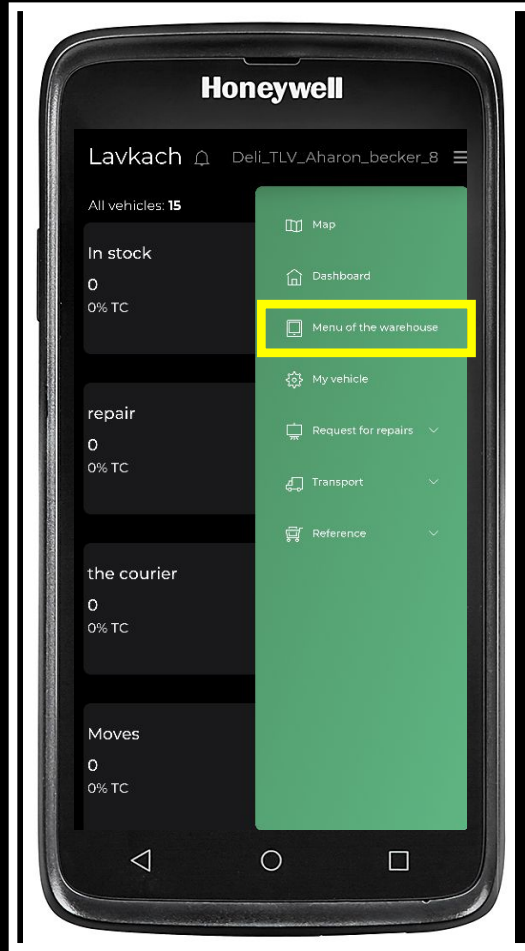 Honeywell
Lavkach Deli_TLV_Aharon_becker_8
All vehicles: 15
In stock
0
0% TC
repair
0
0% TC
the courier
0
0% TC
Moves
0
0% TC
Map
Dashboard
Menu of the warehouse
My vehicle
Request for repairs
Transport
Reference